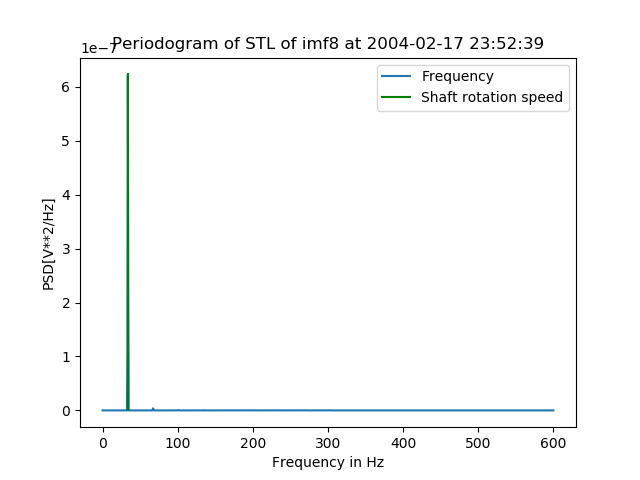 Periodogram of STL of imf8 at 2004-02-17 23:52:39
1e−7
Frequency
Shaft rotation speed
6
5
4
3
2
1
0
PSD[V**2/Hz]
0 100 200 300 400 500 600
Frequency in Hz